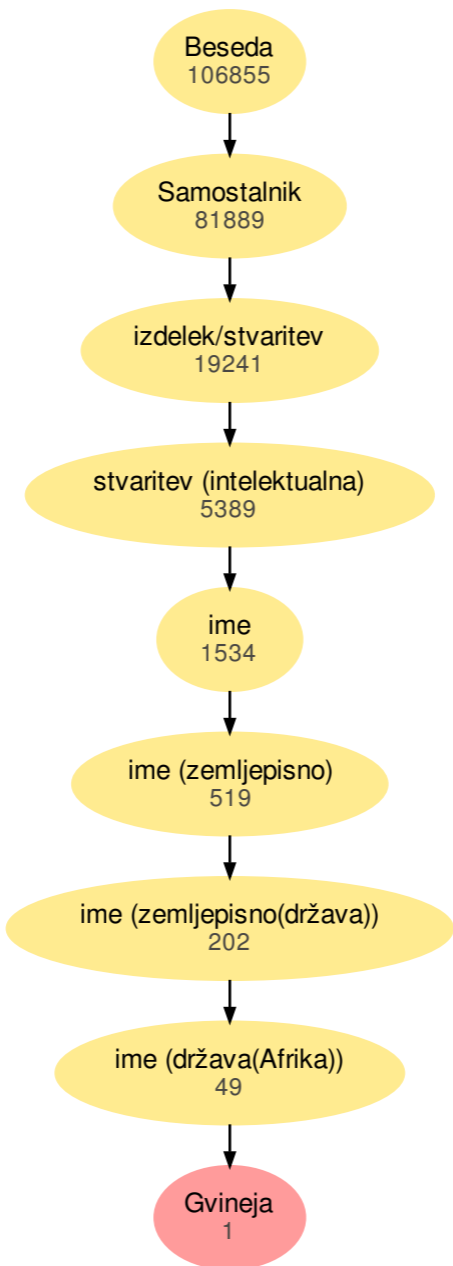 Beseda
106855
Samostalnik
81889
izdelek/stvaritev
19241
stvaritev (intelektualna)
5389
ime
1534
ime (zemljepisno)
519
ime (zemljepisno(država))
202
ime (država(Afrika))
49
Gvineja
1